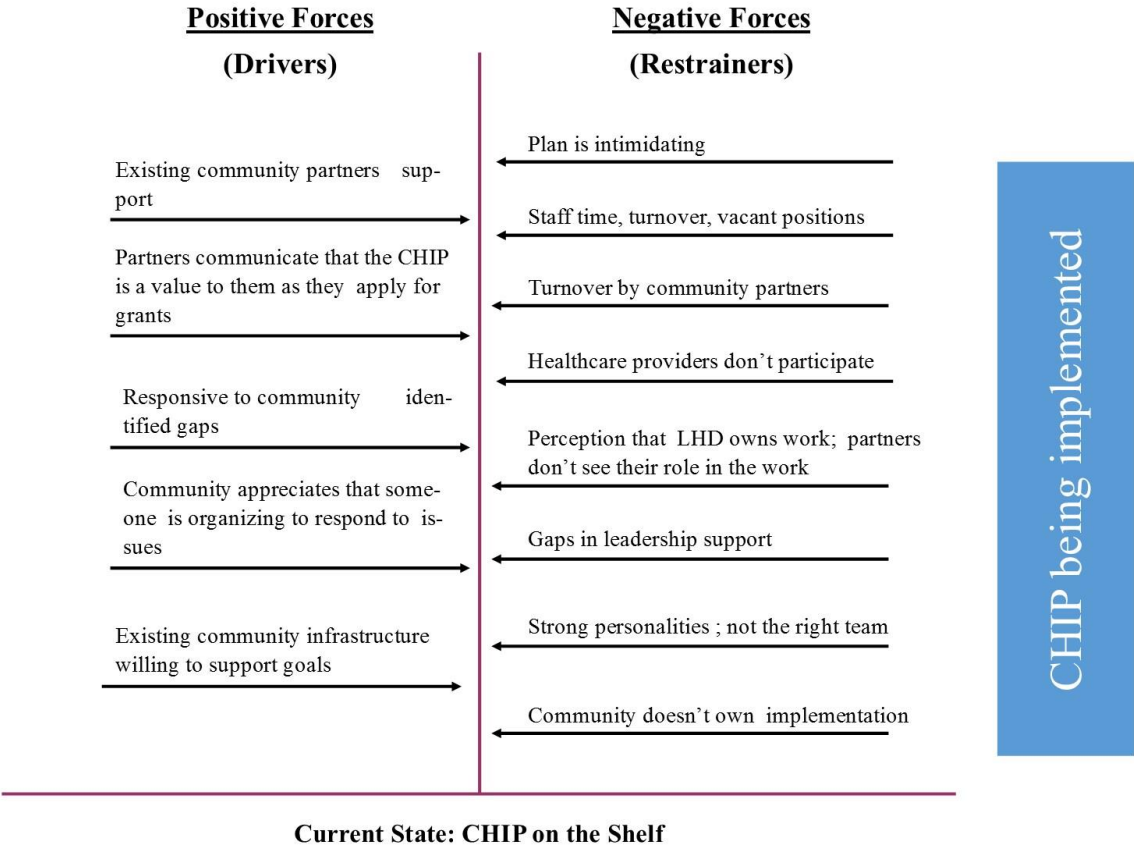 Positive Forces
(Drivers)
Existing community partners sup-
port
Partners communicate that the CHIP
is a value to them as they apply for
grants
Responsive to community iden-
tified gaps
Community appreciates that some-
one is organizing to respond to is-
sues
Existing community infrastructure
willing to support goals
Negative Forces
(Restrainers)
Plan is intimidating
Staff time, turnover, vacant positions
Turnover by community partners
Healthcare providers don’t participate
Perception that LHD owns work; partners
don’t see their role in the work
Gaps in leadership support
Strong personalities ; not the right team
Community doesn’t own implementation
CHIP being implemented
Current State: CHIP on the Shelf